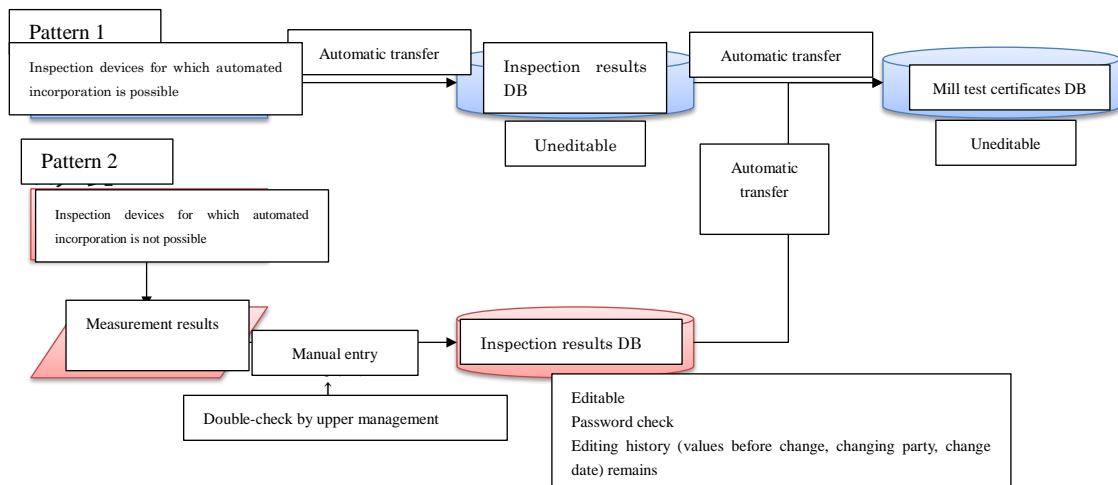 Pattern 1
Inspection devices for which automated
incorporation is possible
Automatic transfer
Inspection results
DB
Uneditable
Automatic transfer
Mill test certificates DB
Uneditable
Pattern 2
Inspection devices for which automated
incorporation is not possible
Automatic
transfer
Measurement results
Manual entry
Double-check by upper management
Inspection results DB
Editable
Password check
Editing history (values before change, changing party, change
date) remains